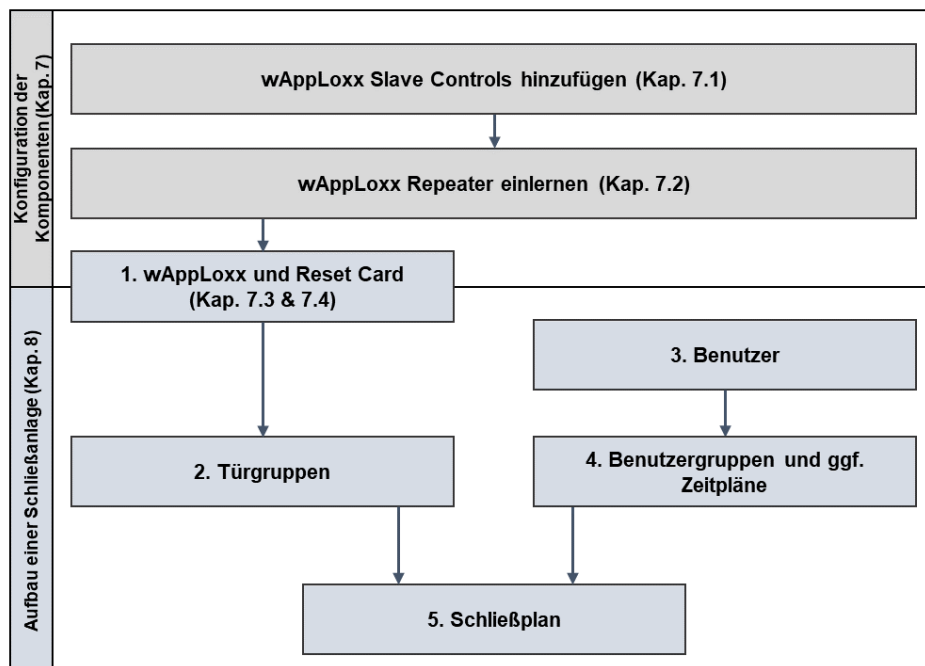 Konfiguration der
Komponenten (Kap. 7)
wAppLoxx Slave Controls hinzufügen (Kap. 7.1)
wAppLoxx Repeater einlernen (Kap. 7.2)
1. wAppLoxx und Reset Card
(Kap. 7.3 & 7.4)
Aufbau einer Schließanlage (Kap. 8)
3. Benutzer
2. Türgruppen
4. Benutzergruppen und ggf.
Zeitpläne
5. Schließplan